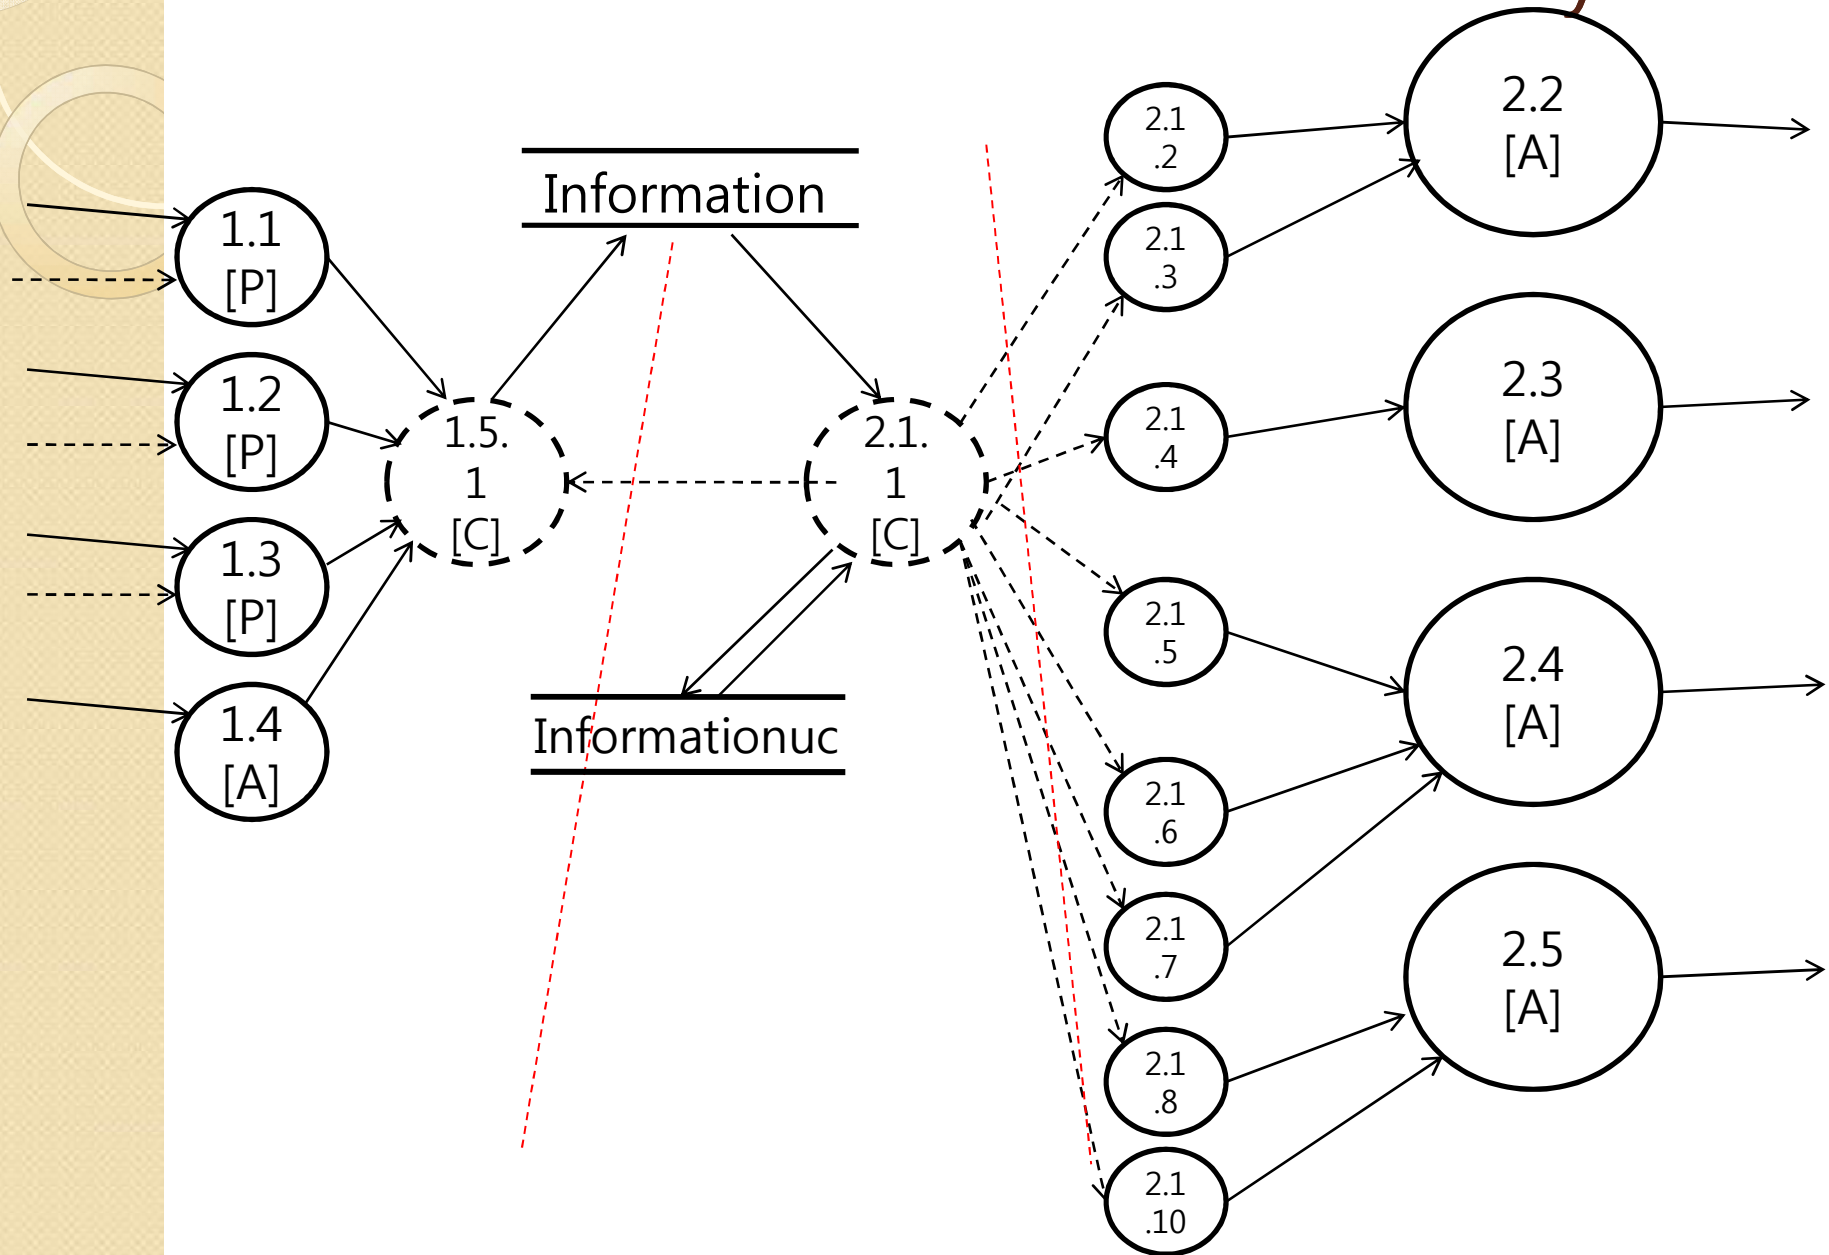 Information
1.1
[P]
1.2
[P]
1.3
[P]
1.4
[A]
1.5.
1
[C]
2.1.
1
[C]
Informationuc
2.1
.2
2.1
.3
2.1
.4
2.1
.5
2.1
.6
2.1
.7
2.1
.8
2.1
.10
2.2
[A]
2.3
[A]
2.4
[A]
2.5
[A]